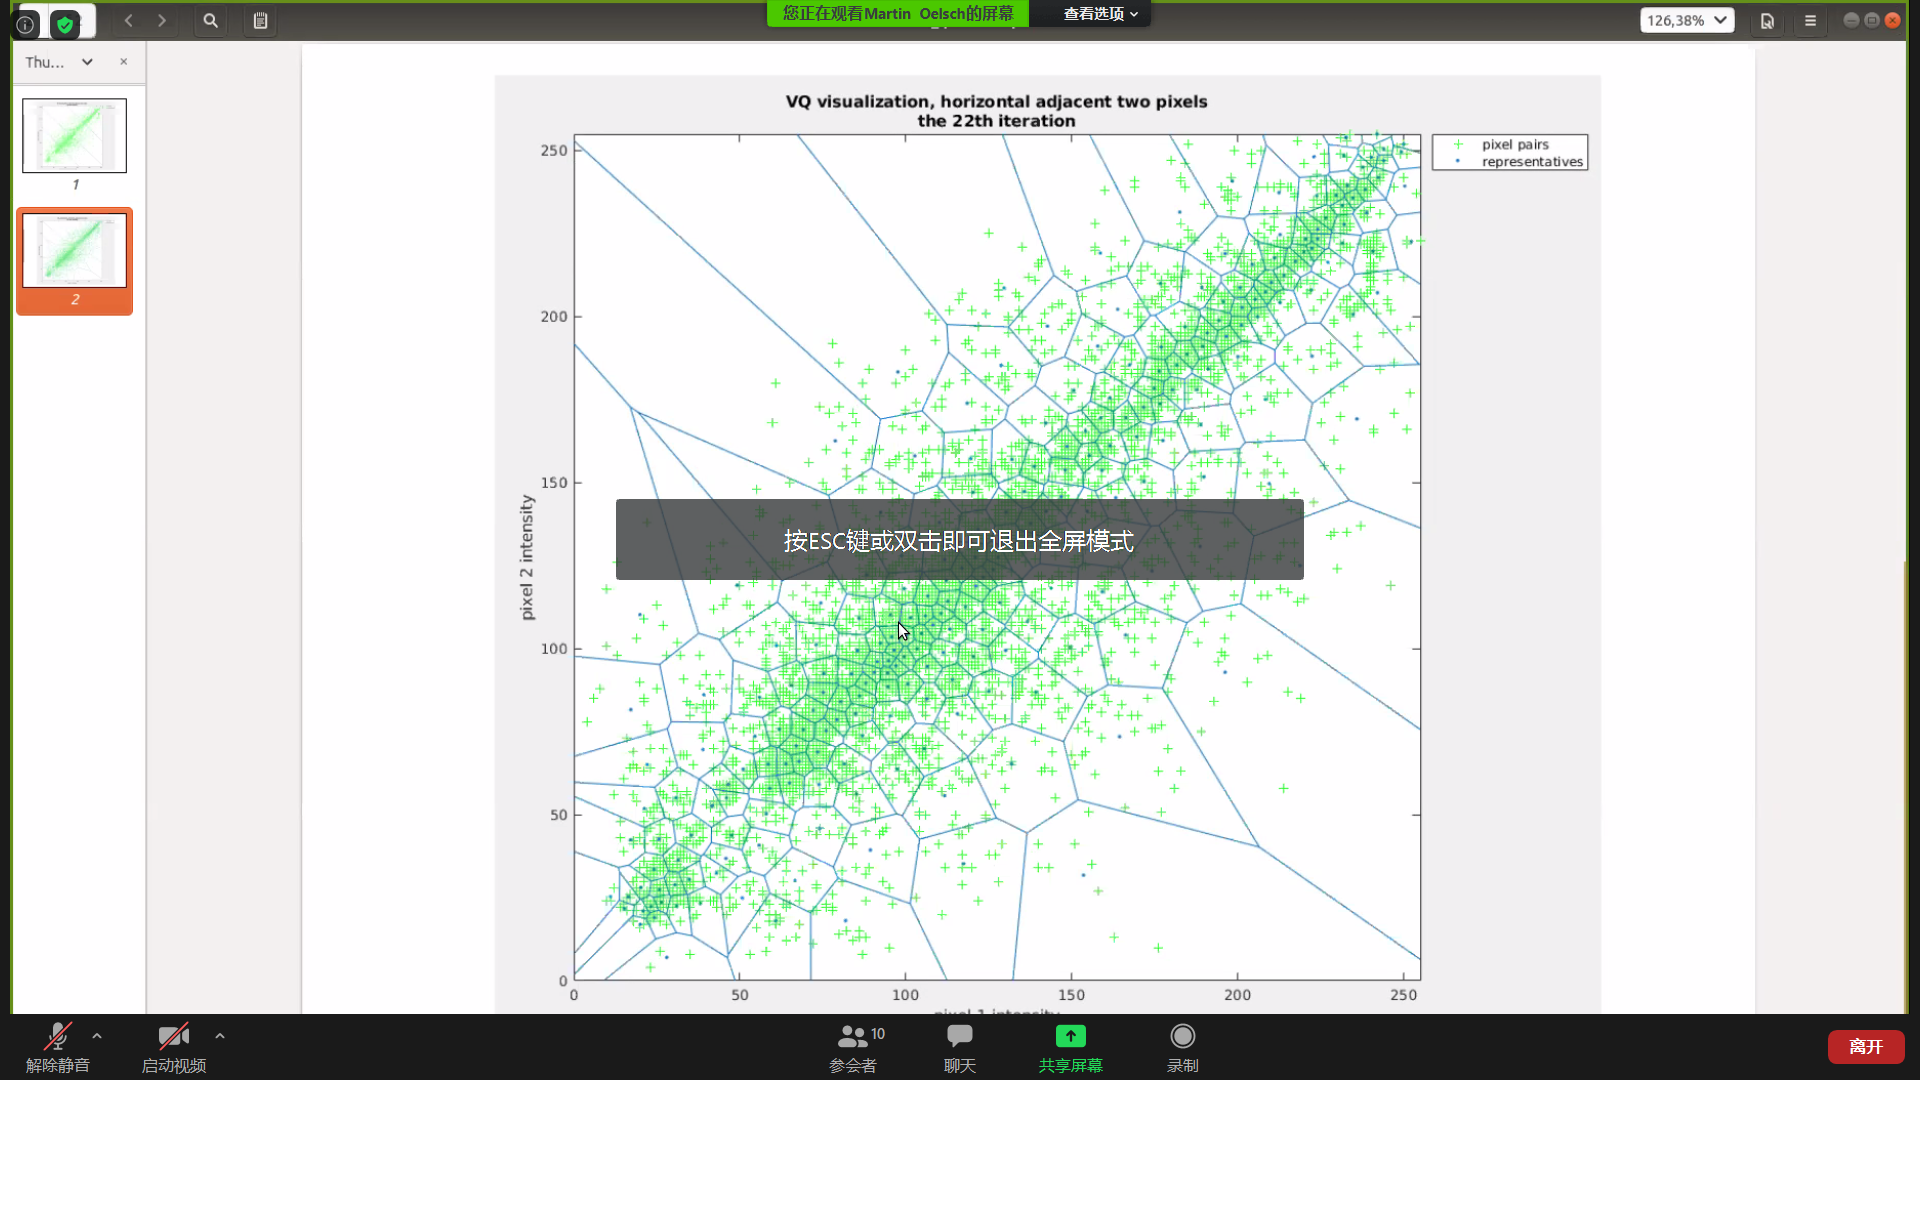 您正在观看Martin Oelsch的屏幕
查看选项
126,38%
Thu...
1
2
VQ visualization, horizontal adjacent two pixels
the 22th iteration
pixel pairs
representatives
250
200
150
100
50
0
pixel 2 intensity
0 50 100 150 200 250
pixel 1 intensity
按ESC键或双击即可退出全屏模式
解除静音
启动视频
10
参会者
聊天
共享屏幕
录制
离开